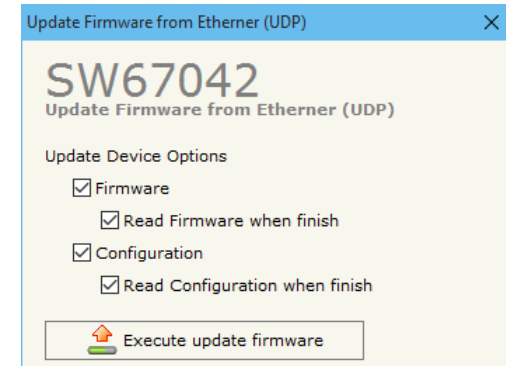 Update Firmware from Etherner (UDP)
SW67042
Update Firmware from Etherner (UDP)
Update Device Options
Firmware
Read Firmware when finish
Configuration
Read Configuration when finish
Execute update firmware